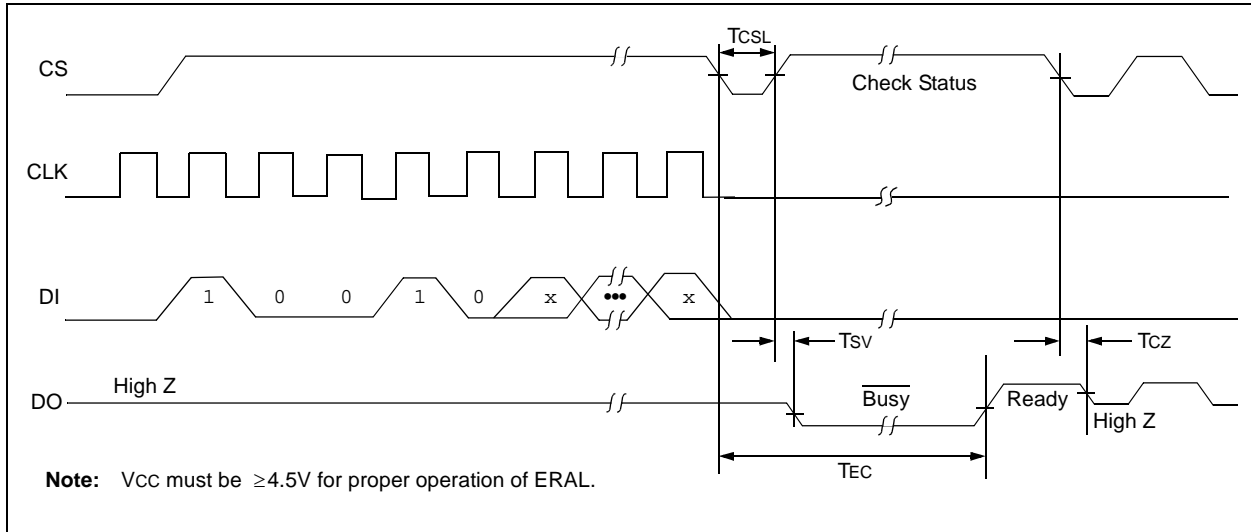 TCSL
CS
Check Status
CLK
DI
1 0 0 1 0 x ••• x
TSV
TCZ
High Z
DO
Busy
Ready
High Z
TEC
Note: VCC must be ≥4.5V for proper operation of ERAL.